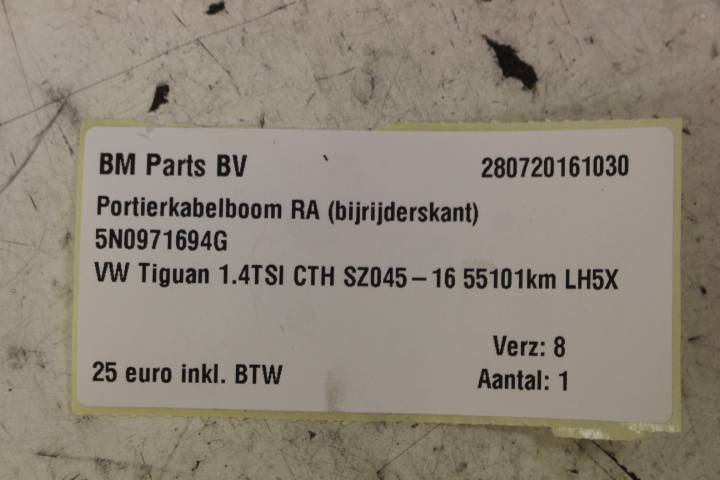 BM Parts BV 280720161030
Portierkabelboom RA (bijrijderskant)
5N0971694G
VW Tiguan 1.4TSI CTH SZ045-16 55101km LH5X
Verz: 8
25 euro inkl. BTW Aantal: 1